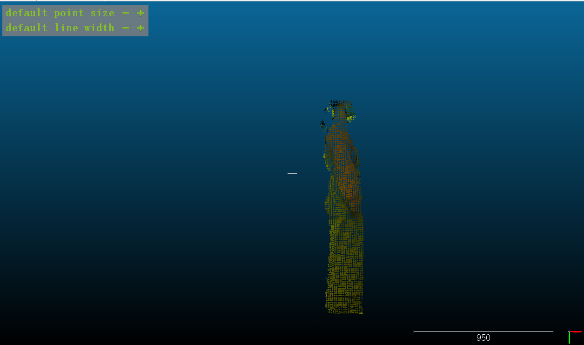 default point size - +
default line width - +
950